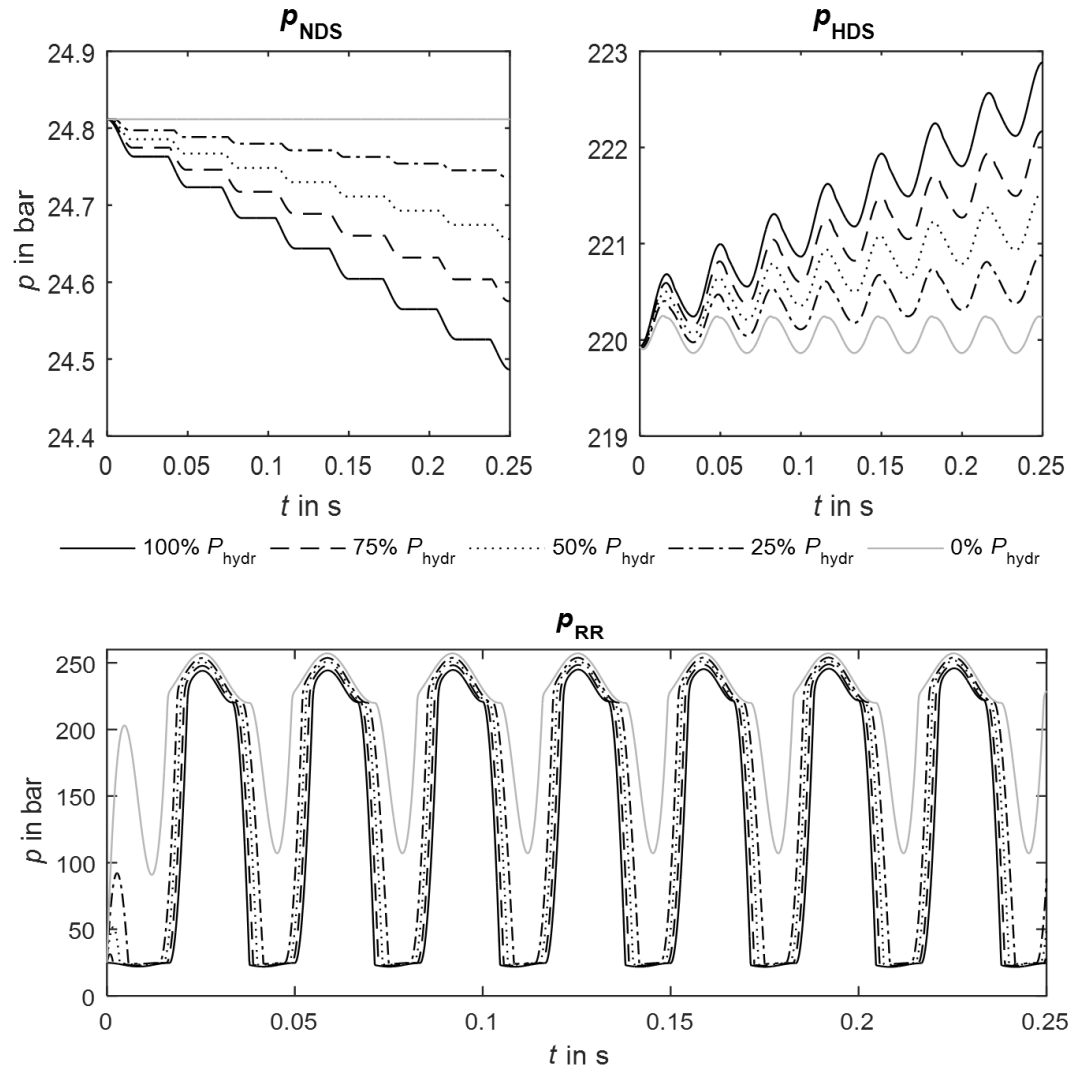 p_NDS p_HDS
24.9 223
24.8 222
24.7 221
24.6 220
24.5 219
24.4
p in bar
0 0.05 0.1 0.15 0.2 0.25 0 0.05 0.1 0.15 0.2 0.25
t in s t in s
100% P_hydr 75% P_hydr 50% P_hydr 25% P_hydr 0% P_hydr
p_RR
250
200
150
100
50
0
p in bar
0 0.05 0.1 0.15 0.2 0.25
t in s